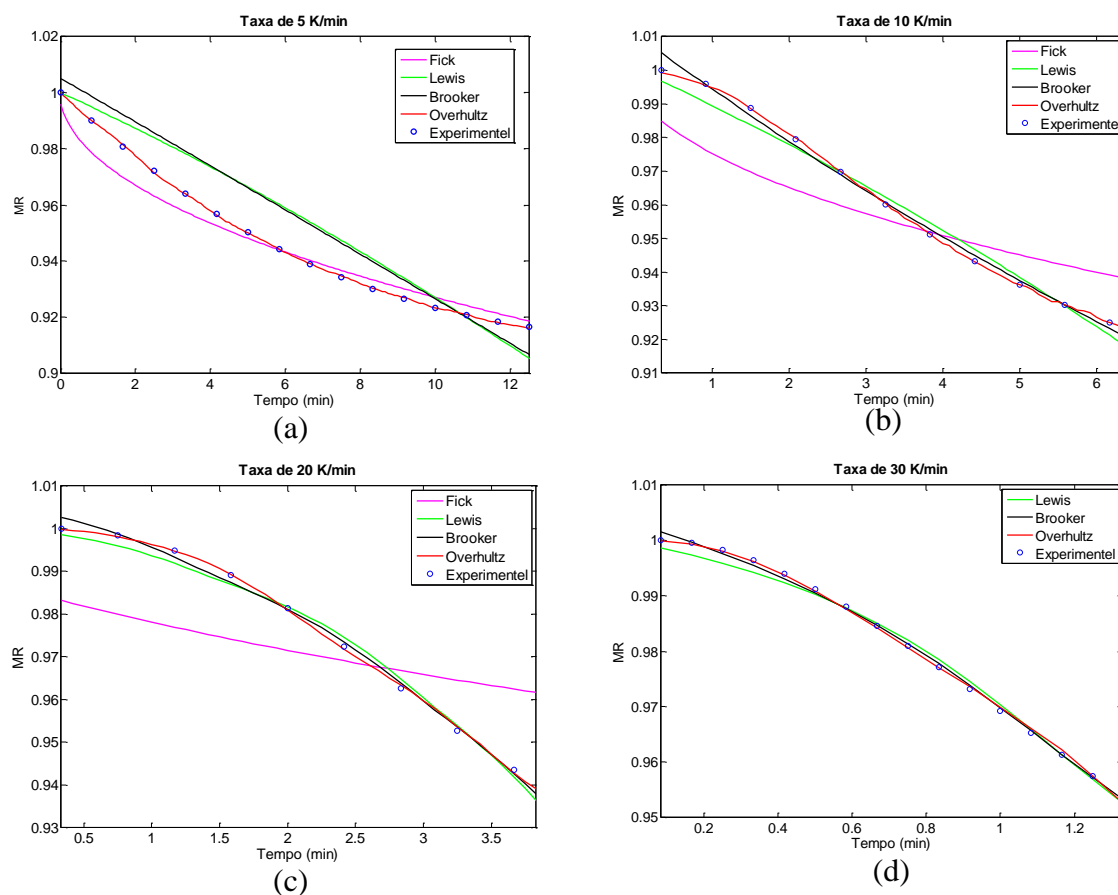 Taxa de 5 K/min
1.02
1
0.98
0.96
0.94
0.92
0.9
MR
0
2
4
6
8
10
12
Tempo (min)
Fick
Lewis
Brooker
Overhultz
Experimentel
(a)
Taxa de 10 K/min
1.01
1
0.99
0.98
0.97
0.96
0.95
0.94
0.93
0.92
0.91
MR
1
2
3
4
5
6
Tempo (min)
Fick
Lewis
Brooker
Overhultz
Experimentel
(b)
Taxa de 20 K/min
1.01
1
0.99
0.98
0.97
0.96
0.95
0.94
0.93
MR
0.5
1
1.5
2
2.5
3
3.5
Tempo (min)
Fick
Lewis
Brooker
Overhultz
Experimentel
(c)
Taxa de 30 K/min
1.01
1
0.99
0.98
0.97
0.96
0.95
MR
0.2
0.4
0.6
0.8
1
1.2
Tempo (min)
Lewis
Brooker
Overhultz
Experimentel
(d)